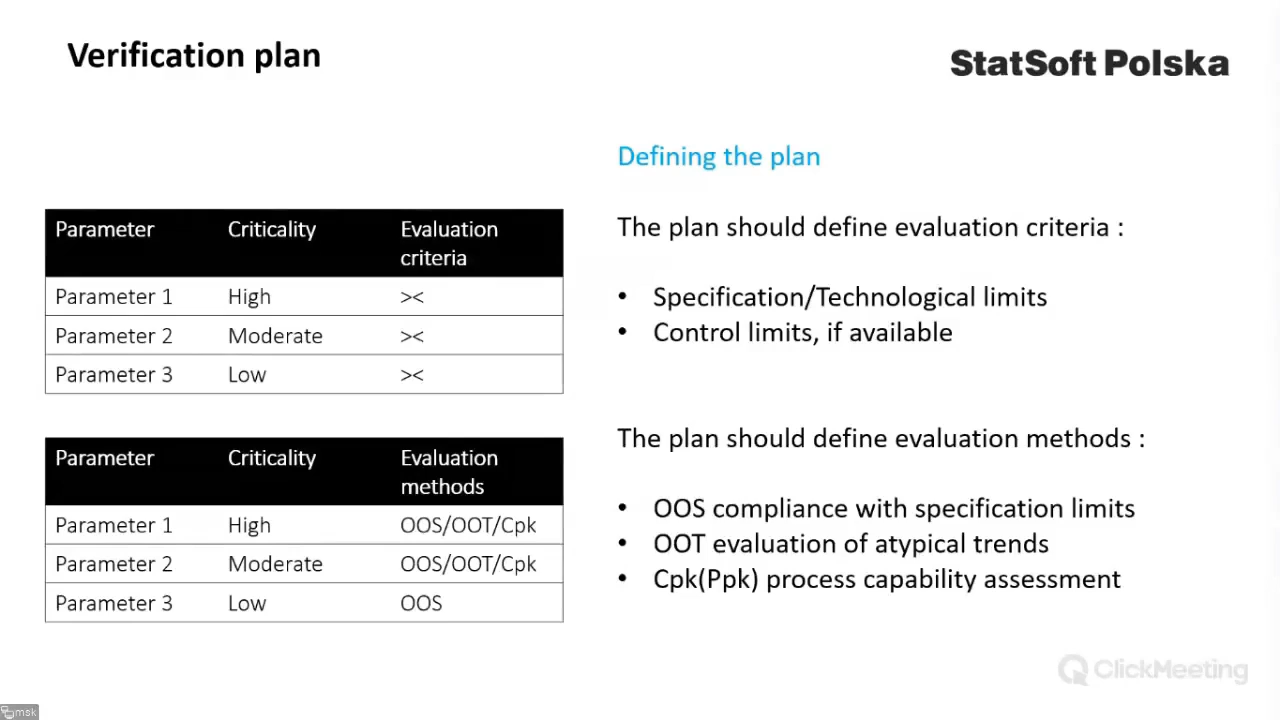 Verification plan
StatSoft Polska
Defining the plan
Parameter Criticality Evaluation criteria
Parameter 1 High ><
Parameter 2 Moderate ><
Parameter 3 Low ><
The plan should define evaluation criteria :
• Specification/Technological limits
• Control limits, if available
Parameter Criticality Evaluation methods
Parameter 1 High OOS/OOT/Cpk
Parameter 2 Moderate OOS/OOT/Cpk
Parameter 3 Low OOS
The plan should define evaluation methods :
• OOS compliance with specification limits
• OOT evaluation of atypical trends
• Cpk(Ppk) process capability assessment
ClickMeeting
msk